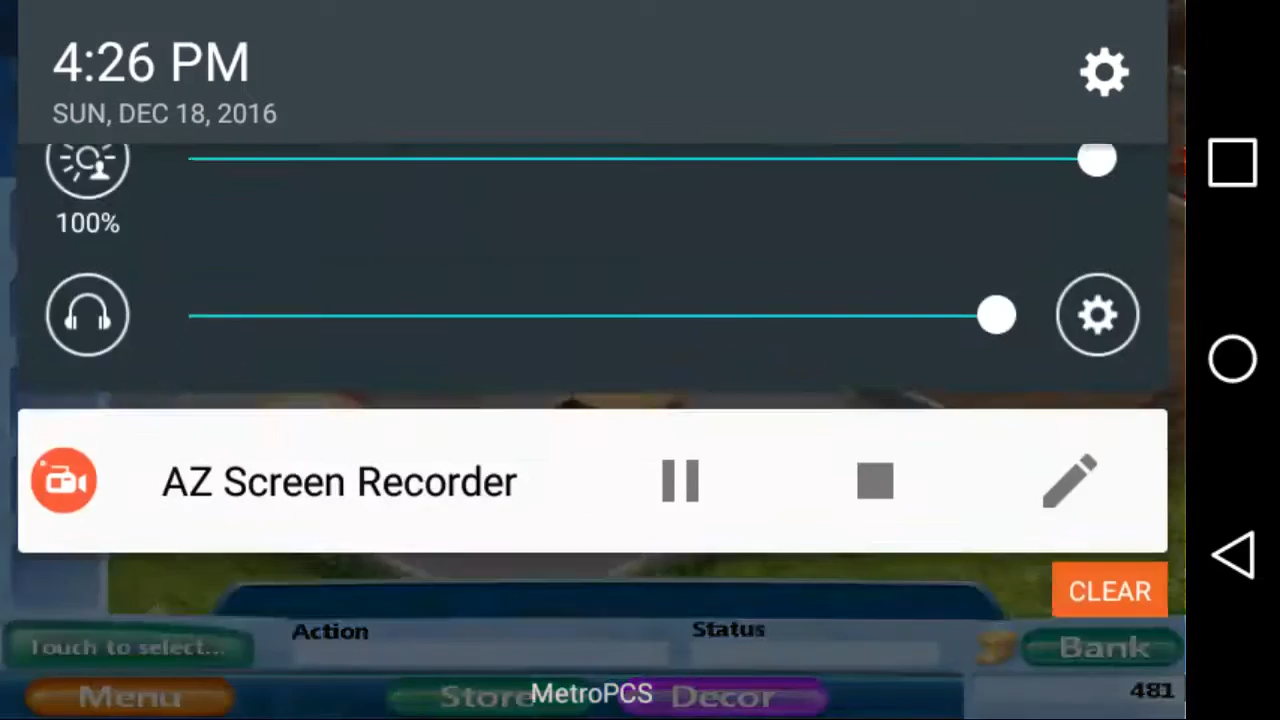 4:26 PM
SUN, DEC 18, 2016
100%
AZ Screen Recorder
CLEAR
Action
Status
Touch to select...
Bank
Menu
Store
MetroPCS
Decor
481